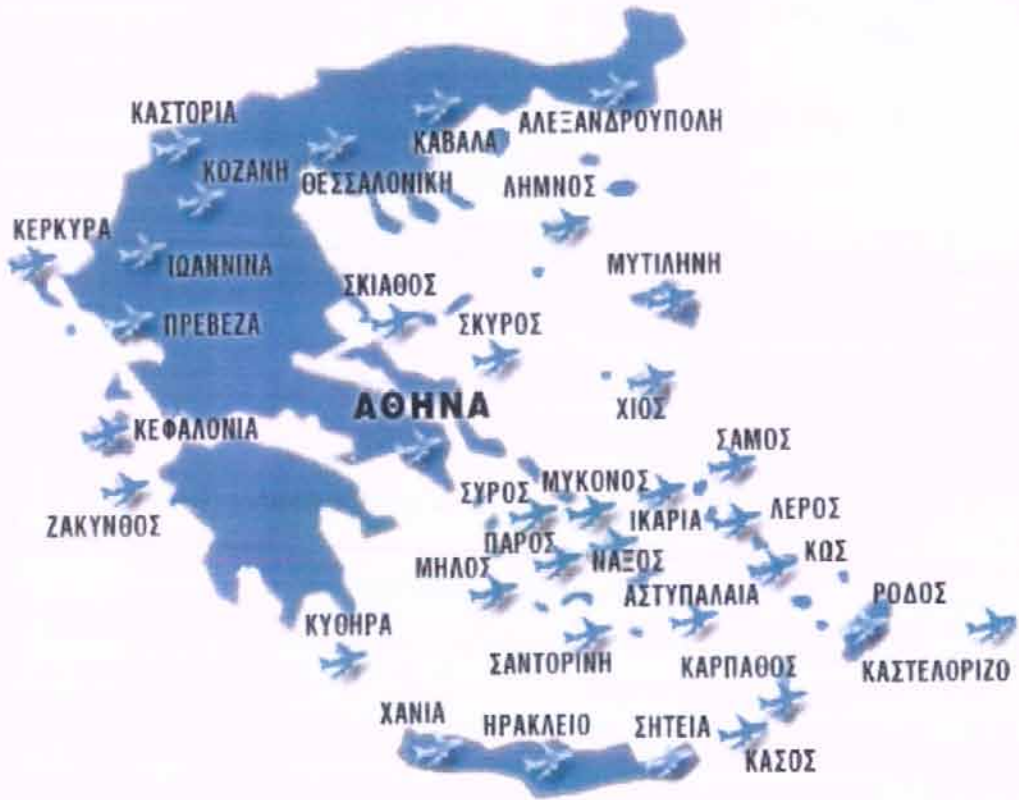 ΚΑΣΤΟΡΙΑ
ΑΛΕΞΑΝΔΡΟΥΠΟΛΗ
ΚΑΒΑΛΑ
ΚΟΖΑΝΗ
ΘΕΣΣΑΛΟΝΙΚΗ
ΛΗΜΝΟΣ
ΚΕΡΚΥΡΑ
ΙΩΑΝΝΙΝΑ
ΜΥΤΙΛΗΝΗ
ΣΚΙΑΘΟΣ
ΠΡΕΒΕΖΑ
ΣΚΥΡΟΣ
ΑΘΗΝΑ
ΧΙΟΣ
ΚΕΦΑΛΟΝΙΑ
ΣΑΜΟΣ
ΖΑΚΥΝΘΟΣ
ΣΥΡΟΣ
ΜΥΚΟΝΟΣ
ΙΚΑΡΙΑ
ΛΕΡΟΣ
ΠΑΡΟΣ
ΝΑΞΟΣ
ΚΩΣ
ΜΗΛΟΣ
ΑΣΤΥΠΑΛΑΙΑ
ΡΟΔΟΣ
ΚΥΘΗΡΑ
ΣΑΝΤΟΡΙΝΗ
ΚΑΡΠΑΘΟΣ
ΚΑΣΤΕΛΟΡΙΖΟ
ΧΑΝΙΑ
ΗΡΑΚΛΕΙΟ
ΣΗΤΕΙΑ
ΚΑΣΟΣ